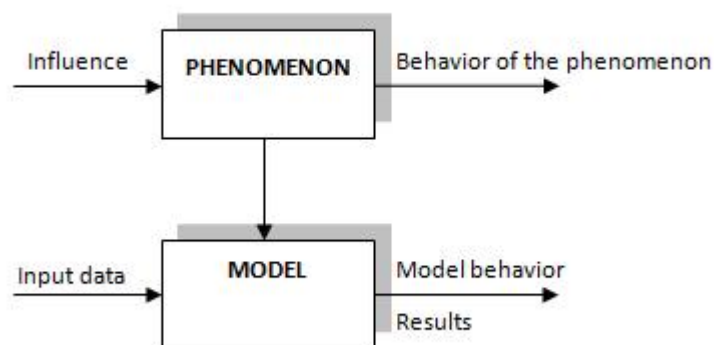 Influence
PHENOMENON
Behavior of the phenomenon
Input data
MODEL
Model behavior
Results